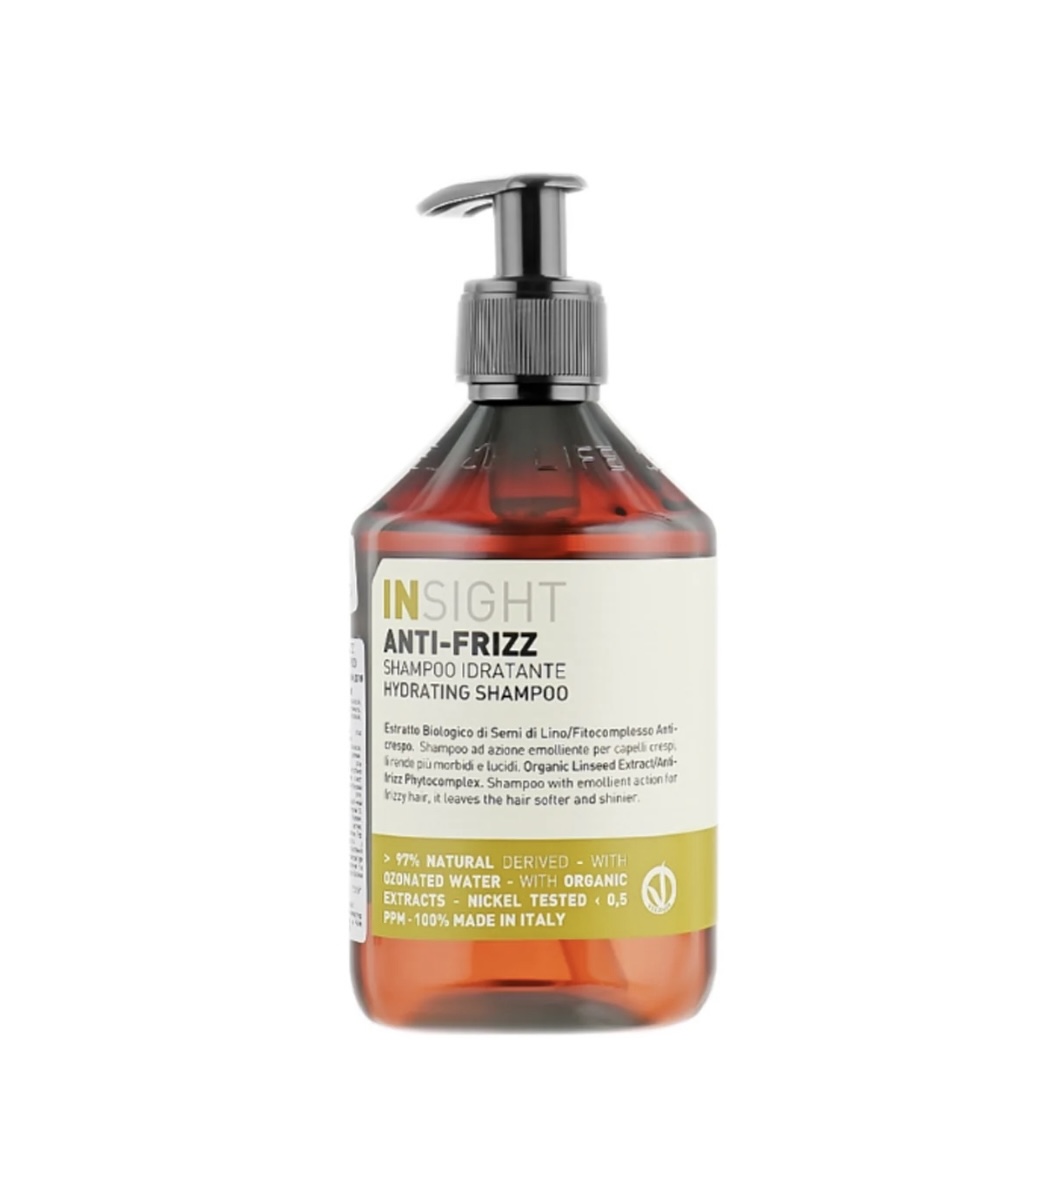 LIFE
INSIGHT
ANTI-FRIZZ
SHAMPOO IDRATANTE
HYDRATING SHAMPOO
Estratto Biologico di Semi di Lino/Fitocomplesso Anti-
crespo. Shampoo ad azione emolliente per capelli crespi,
li rende più morbidi e lucidi. Organic Linseed Extract/Anti-
frizz Phytocomplex. Shampoo with emollient action for
frizzy hair, it leaves the hair softer and shinier.
> 97% NATURAL DERIVED - WITH
OZONATED WATER - WITH ORGANIC
EXTRACTS - NICKEL TESTED < 0,5
PPM - 100% MADE IN ITALY